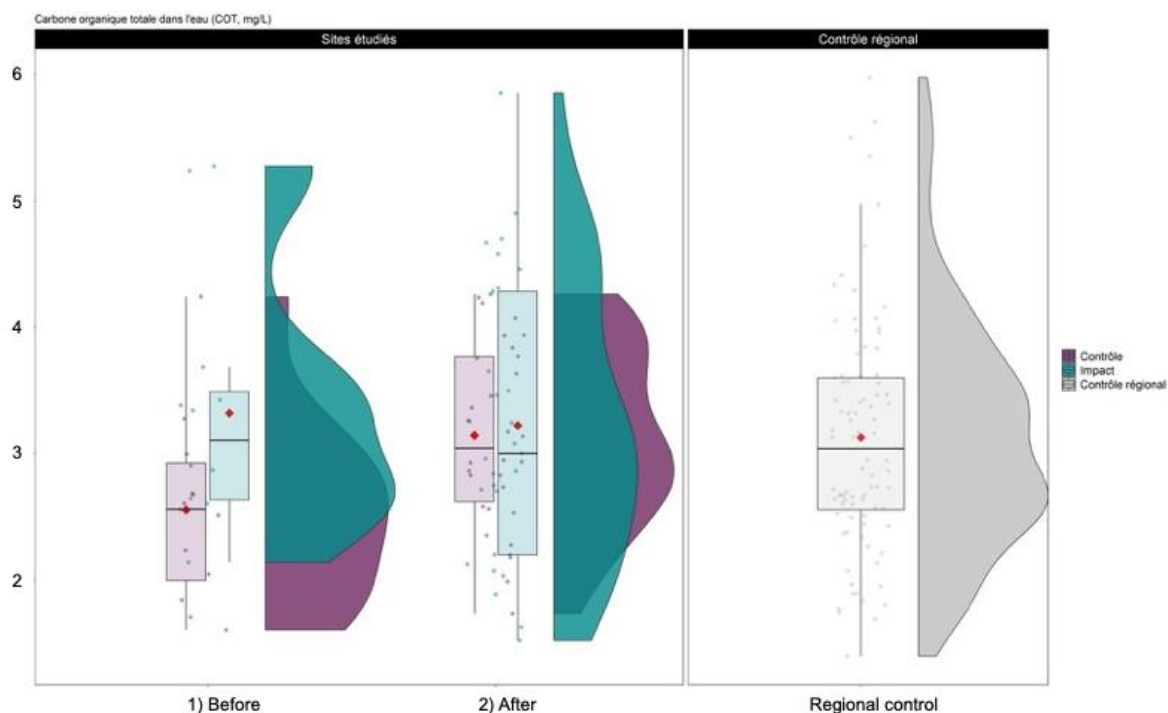 Carbone organique totale dans l'eau (COT, mg/L)
Sites étudiés
Contrôle régional
6
5
4
3
2
Contrôle
Impact
Contrôle régional
1) Before
2) After
Regional control